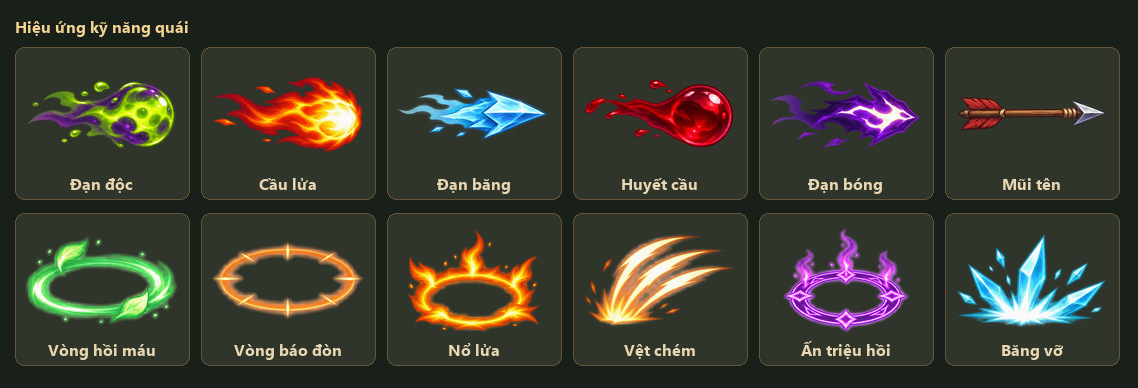 Hiệu ứng kỹ năng quái
Đạn độc
Cầu lửa
Đạn băng
Huyết cầu
Đạn bóng
Mũi tên
Vòng hồi máu
Vòng báo đòn
Nổ lửa
Vệt chém
Ấn triệu hồi
Băng vỡ